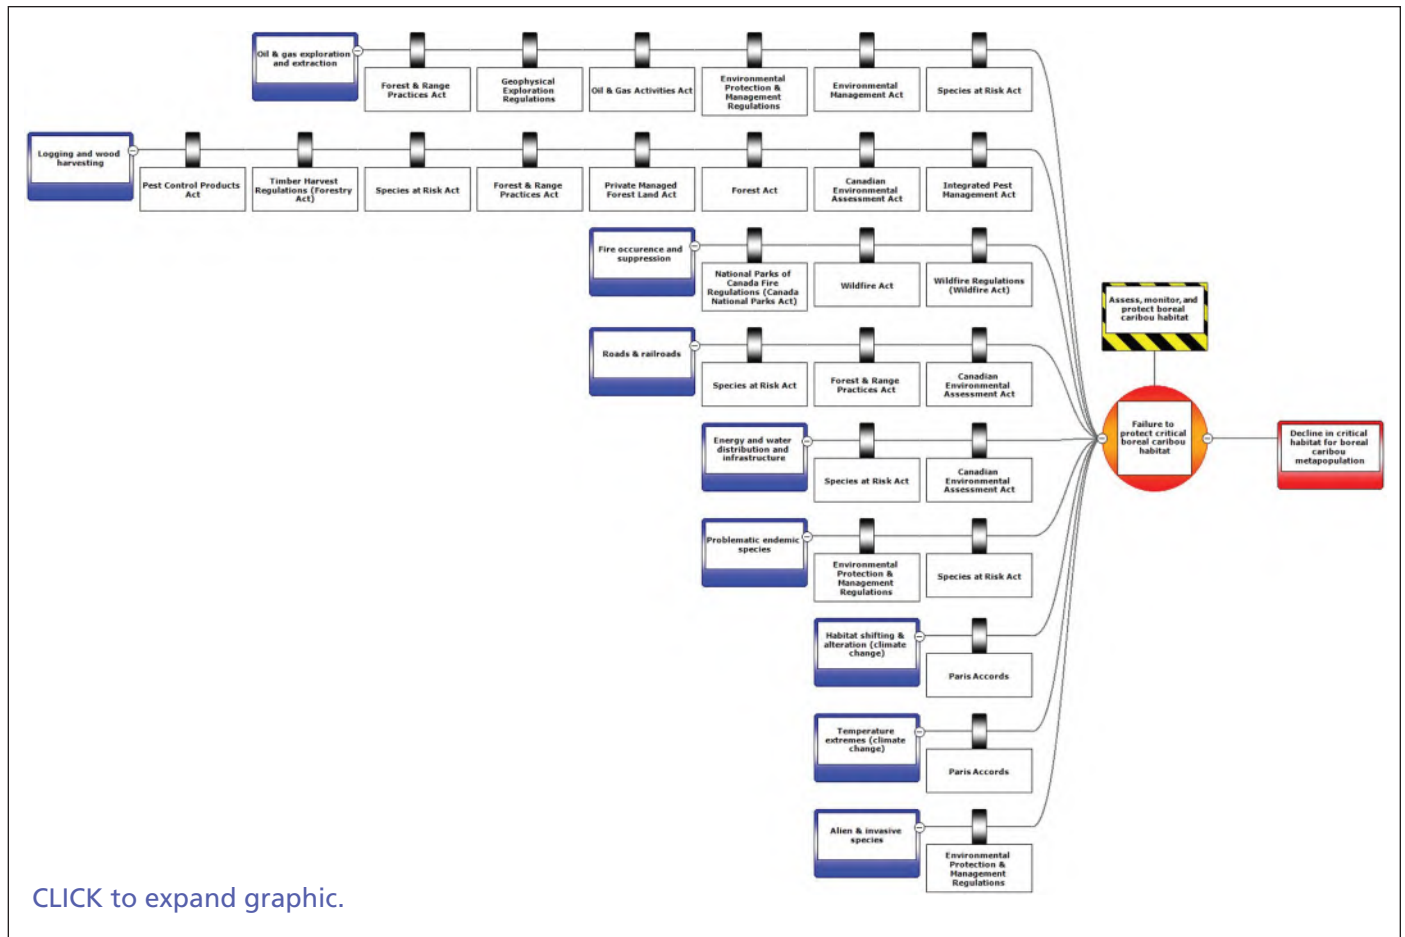 Oil & gas exploration
and extraction
Forest & Range
Practices Act
Geophysical
Exploration
Regulations
Oil & Gas Activities Act
Environmental
Protection &
Management
Regulations
Environmental
Management Act
Species at Risk Act
Logging and wood
harvesting
Pest Control Products
Act
Timber Harvest
Regulations (Forestry
Act)
Species at Risk Act
Forest & Range
Practices Act
Private Managed
Forest Land Act
Forest Act
Canadian
Environmental
Assessment Act
Integrated Pest
Management Act
Fire occurence and
suppression
National Parks of
Canada Fire
Regulations (Canada
National Parks Act)
Wildfire Act
Wildfire Regulations
(Wildfire Act)
Roads & railroads
Species at Risk Act
Forest & Range
Practices Act
Canadian
Environmental
Assessment Act
Energy and water
distribution and
infrastructure
Species at Risk Act
Canadian
Environmental
Assessment Act
Problematic endemic
species
Environmental
Protection &
Management
Regulations
Species at Risk Act
Habitat shifting &
alteration (climate
change)
Paris Accords
Temperature
extremes (climate
change)
Paris Accords
Alien & invasive
species
Environmental
Protection &
Management
Regulations
Assess, monitor, and
protect boreal
caribou habitat
Failure to
protect critical
boreal caribou
habitat
Decline in critical
habitat for boreal
caribou
metapopulation
CLICK to expand graphic.